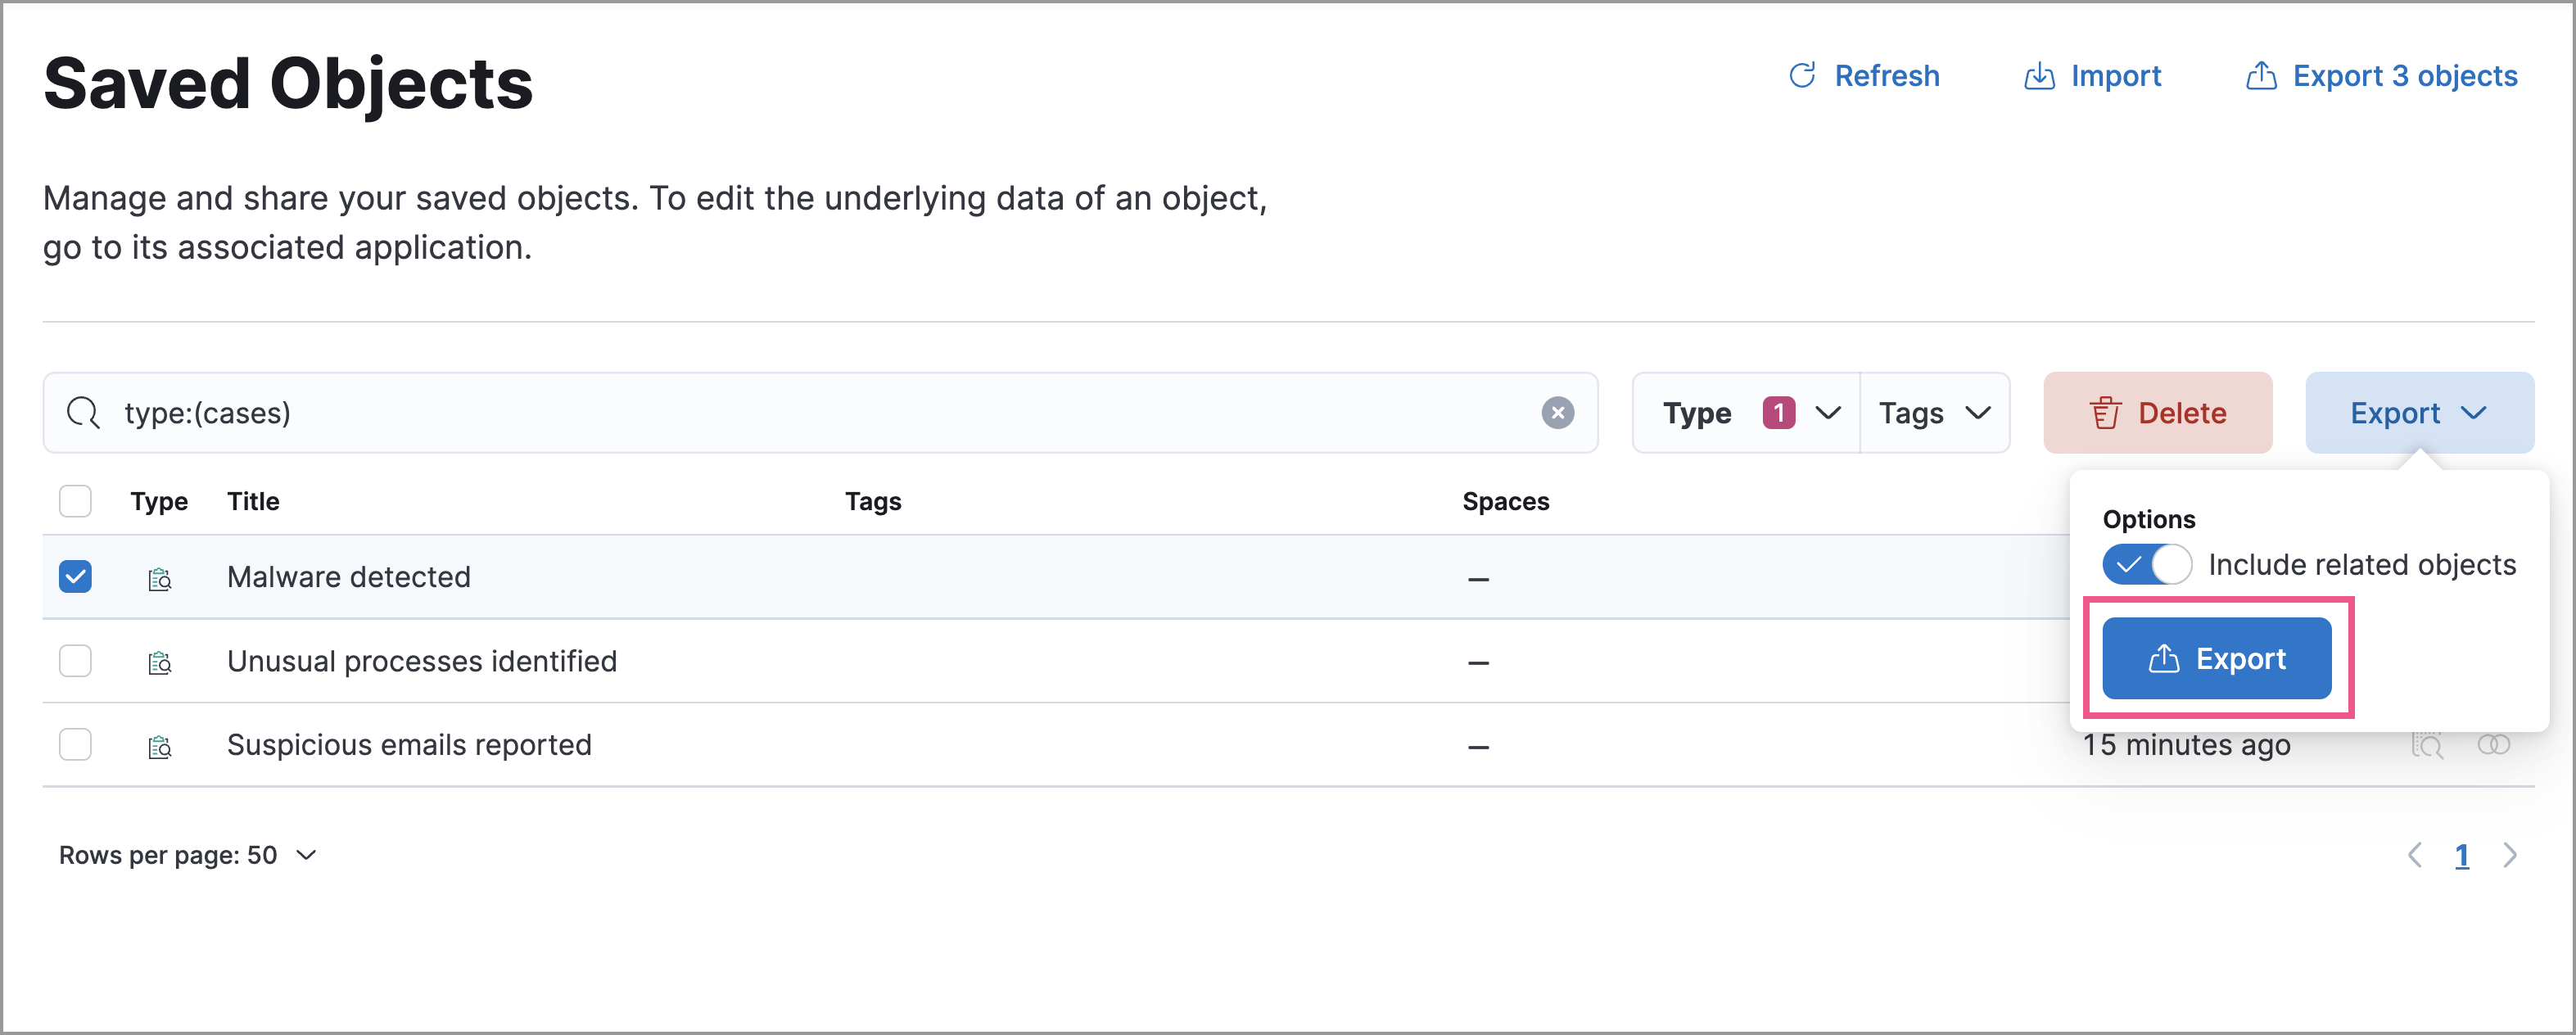 Saved Objects
Refresh
Import
Export 3 objects
Manage and share your saved objects. To edit the underlying data of an object,
go to its associated application.
type:(cases)
Type 1
Tags
Delete
Export
Type Title Tags Spaces
Options
Include related objects
Export
Malware detected –
Unusual processes identified –
Suspicious emails reported – 15 minutes ago
Rows per page: 50
1